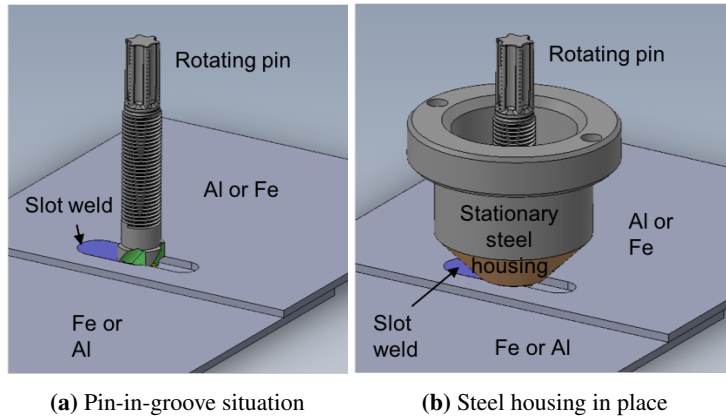 Rotating pin
Al or Fe
Slot weld
Fe or
Al
(a) Pin-in-groove situation
Rotating pin
Stationary
steel
housing
Al or
Fe
Slot
weld
Fe or Al
(b) Steel housing in place